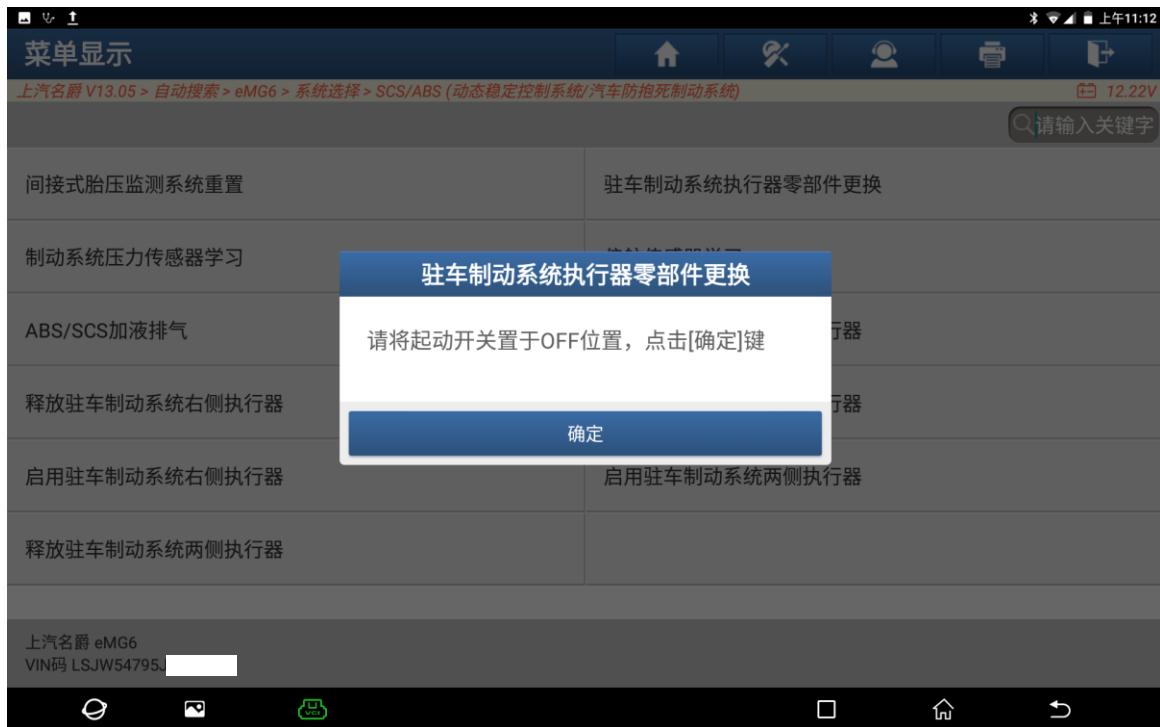 上午11:12
菜单显示
上汽名爵 V13.05 > 自动搜索 > eMG6 > 系统选择 > SCS/ABS (动态稳定控制系统/汽车防抱死制动系统)
12.22V
请输入关键字
间接式胎压监测系统重置
驻车制动系统执行器零部件更换
制动系统压力传感器学习
驻车制动系统执行器零部件更换
ABS/SCS加液排气
行器
请将起动开关置于OFF位置，点击[确定]键
释放驻车制动系统右侧执行器
行器
确定
启用驻车制动系统右侧执行器
启用驻车制动系统两侧执行器
释放驻车制动系统两侧执行器
上汽名爵 eMG6
VIN码 LSJW54795J
VCI